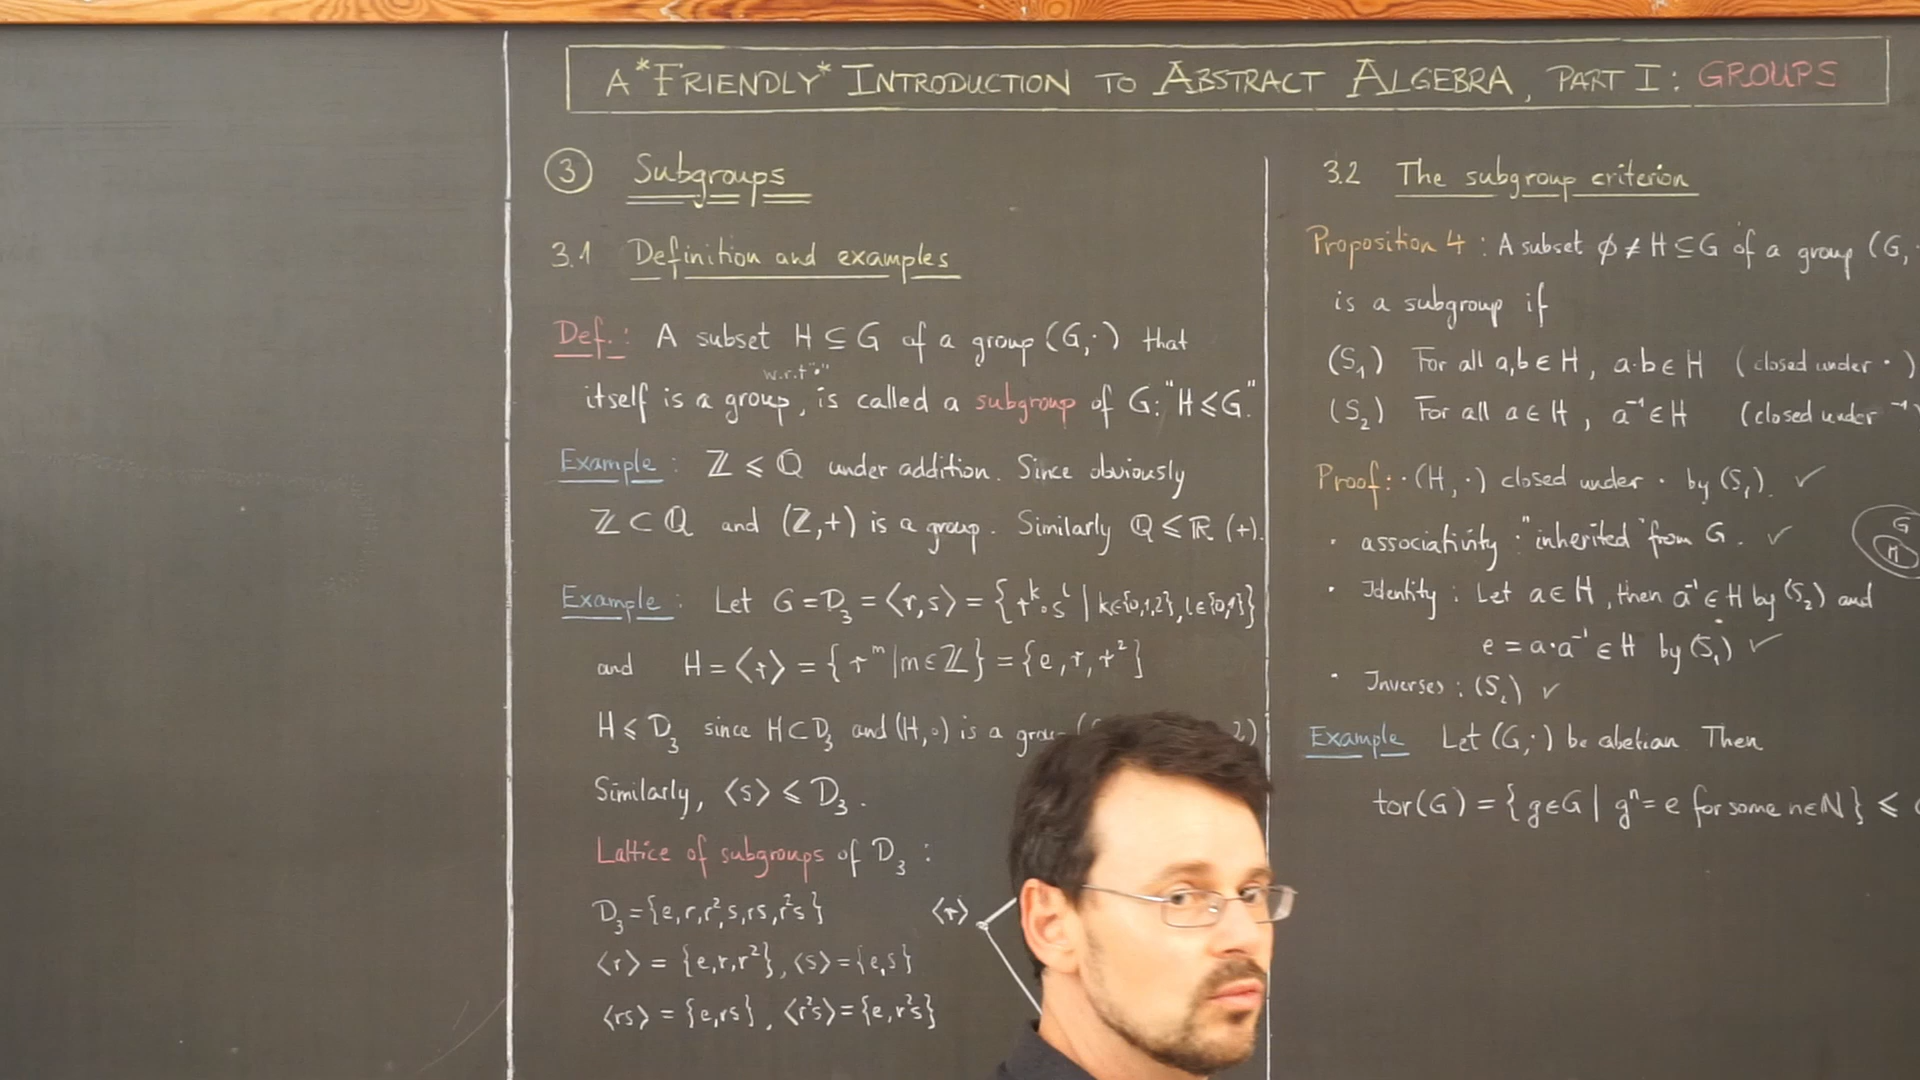 A *FRIENDLY* INTRODUCTION TO ABSTRACT ALGEBRA, PART I: GROUPS
③ Subgroups
3.1 Definition and examples
Def.: A subset H ⊆ G of a group (G,·) that
w.r.t "·"
itself is a group, is called a subgroup of G: "H ⩽ G".
Example: ℤ ⩽ ℚ under addition. Since obviously
ℤ ⊂ ℚ and (ℤ,+) is a group. Similarly ℚ ⩽ ℝ (+).
Example: Let G = D₃ = ⟨r,s⟩ = {rᵏ∘sˡ | k∈{0,1,2}, l∈{0,1}}
and H = ⟨r⟩ = {rᵐ | m∈ℤ} = {e, r, r²}
H ⩽ D₃ since H ⊂ D₃ and (H,∘) is a 2)
Similarly, ⟨s⟩ ⩽ D₃.
Lattice of subgroups of D₃:
D₃ = {e,r,r²,s,rs,r²s}
⟨r⟩ = {e,r,r²}, ⟨s⟩ = {e,s}
⟨rs⟩ = {e,rs}, ⟨r²s⟩ = {e,r²s}
⟨r⟩
3.2 The subgroup criterion
Proposition 4: A subset ∅ ≠ H ⊆ G of a group (G,·
is a subgroup if
(S₁) For all a,b ∈ H, a·b ∈ H (closed under ·)
(S₂) For all a ∈ H, a⁻¹ ∈ H (closed under ⁻¹)
Proof: · (H,·) closed under · by (S₁). ✓
· associativity: "inherited" from G. ✓
G
H
· Identity: Let a ∈ H, then a⁻¹ ∈ H by (S₂) and
e = a·a⁻¹ ∈ H by (S₁) ✓
· Inverses: (S₂) ✓
Example Let (G,·) be abelian Then
tor(G) = {g∈G | gⁿ = e for some n∈ℕ} ⩽